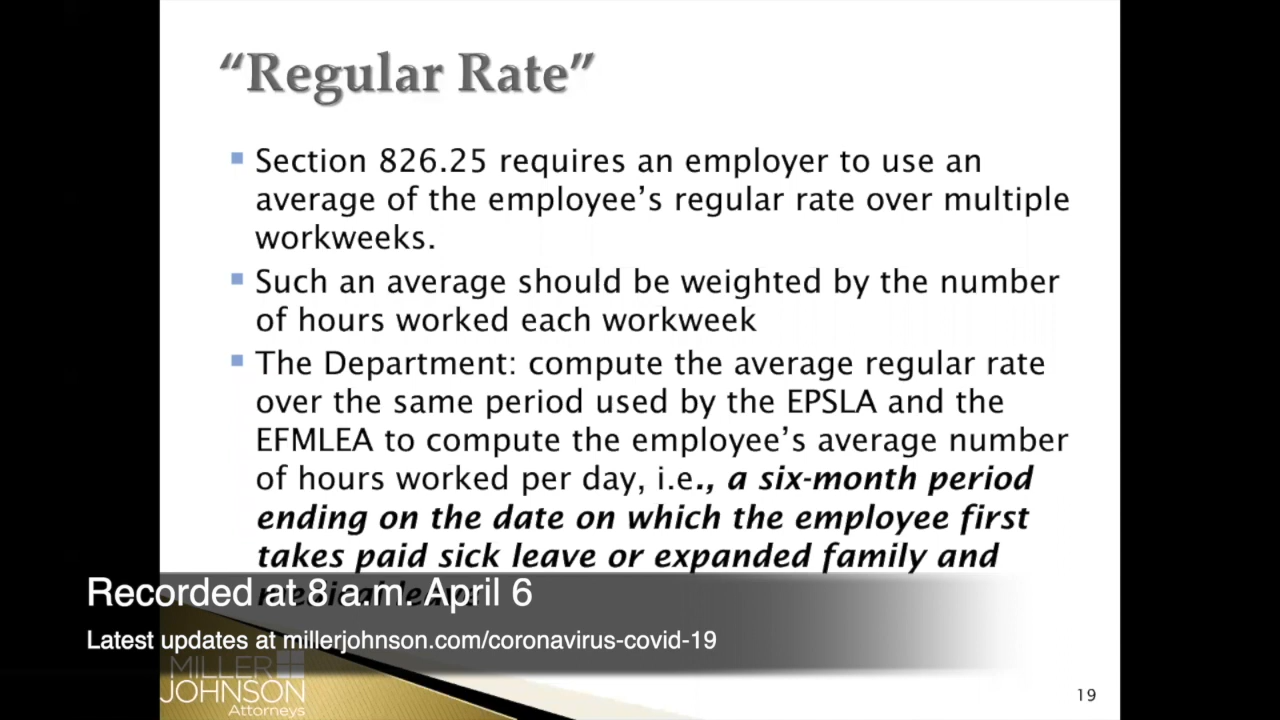 “Regular Rate”
Section 826.25 requires an employer to use an
average of the employee’s regular rate over multiple
workweeks.
Such an average should be weighted by the number
of hours worked each workweek
The Department: compute the average regular rate
over the same period used by the EPSLA and the
EFMLEA to compute the employee’s average number
of hours worked per day, i.e., a six-month period
ending on the date on which the employee first
takes paid sick leave or expanded family and
Recorded at 8 a.m. April 6
Latest updates at millerjohnson.com/coronavirus-covid-19
MILLER
JOHNSON
Attorneys
19